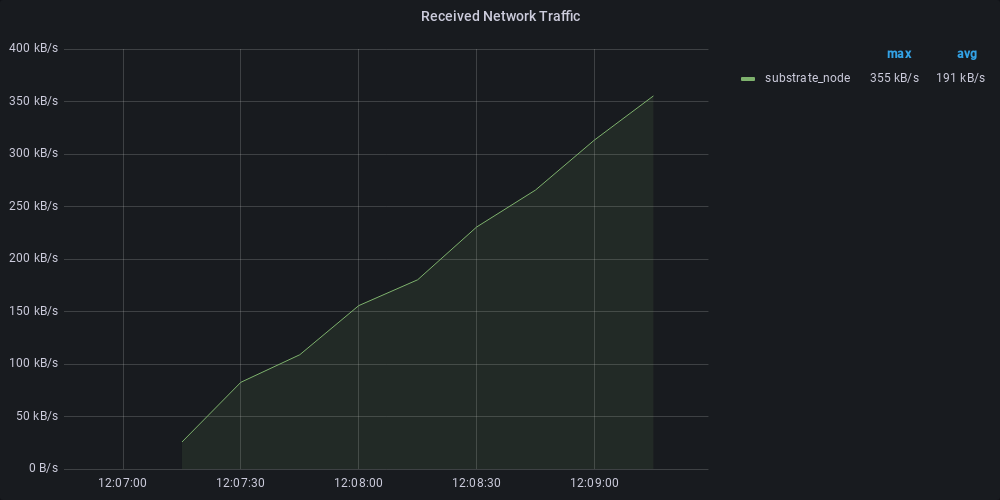 Received Network Traffic
400 kB/s
350 kB/s
300 kB/s
250 kB/s
200 kB/s
150 kB/s
100 kB/s
50 kB/s
0 B/s
12:07:00 12:07:30 12:08:00 12:08:30 12:09:00
max avg
substrate_node 355 kB/s 191 kB/s